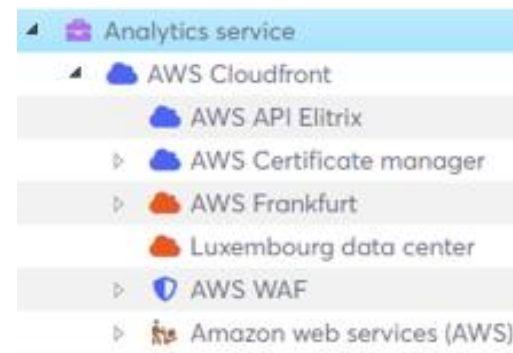 Analytics service
AWS Cloudfront
AWS API Elitrix
AWS Certificate manager
AWS Frankfurt
Luxembourg data center
AWS WAF
Amazon web services (AWS)